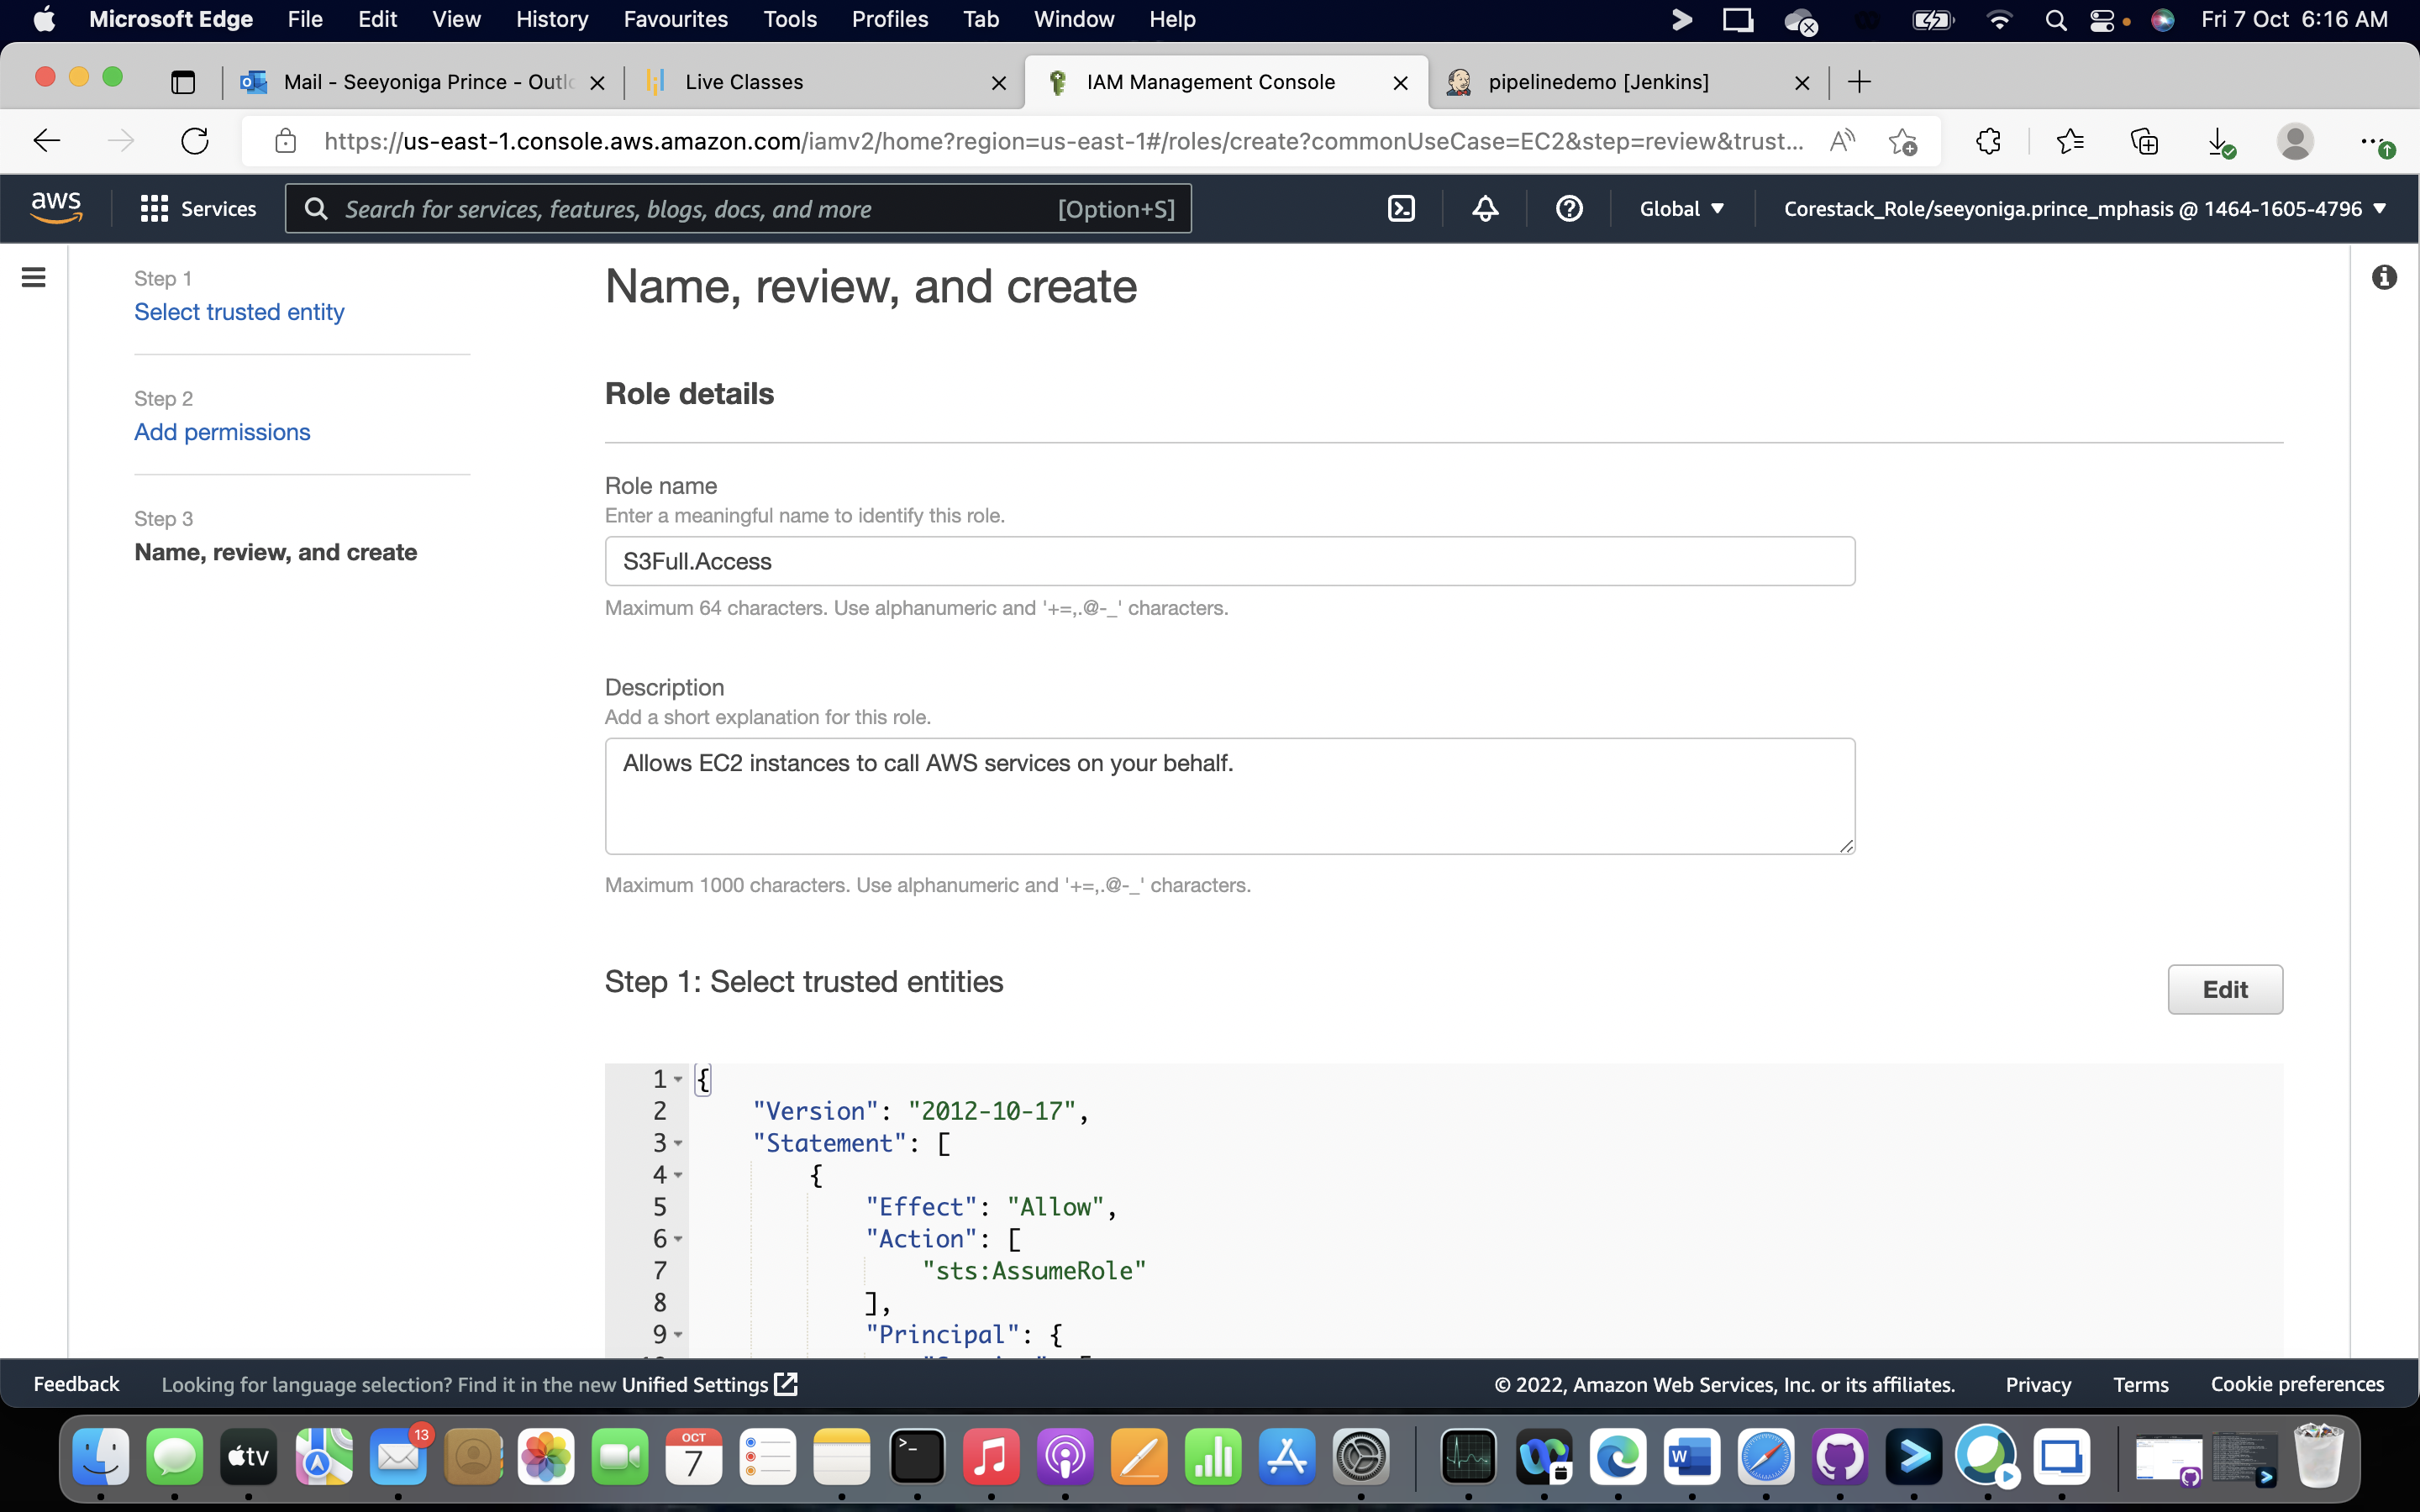 Microsoft Edge File Edit View History Favourites Tools Profiles Tab Window Help Fri 7 Oct 6:16 AM
Mail - Seeyoniga Prince - Outlo Live Classes IAM Management Console pipelinedemo [Jenkins]
https://us-east-1.console.aws.amazon.com/iamv2/home?region=us-east-1#/roles/create?commonUseCase=EC2&step=review&trust...
aws Services Search for services, features, blogs, docs, and more [Option+S] Global Corestack_Role/seeyoniga.prince_mphasis @ 1464-1605-4796
Step 1
Select trusted entity
Step 2
Add permissions
Step 3
Name, review, and create
Name, review, and create
Role details
Role name
Enter a meaningful name to identify this role.
S3Full.Access
Maximum 64 characters. Use alphanumeric and '+=,.@-_' characters.
Description
Add a short explanation for this role.
Allows EC2 instances to call AWS services on your behalf.
Maximum 1000 characters. Use alphanumeric and '+=,.@-_' characters.
Step 1: Select trusted entities
Edit
1 {
2 "Version": "2012-10-17",
3 "Statement": [
4 {
5 "Effect": "Allow",
6 "Action": [
7 "sts:AssumeRole"
8 ],
9 "Principal": {
Feedback Looking for language selection? Find it in the new Unified Settings © 2022, Amazon Web Services, Inc. or its affiliates. Privacy Terms Cookie preferences
tv 13 OCT 7